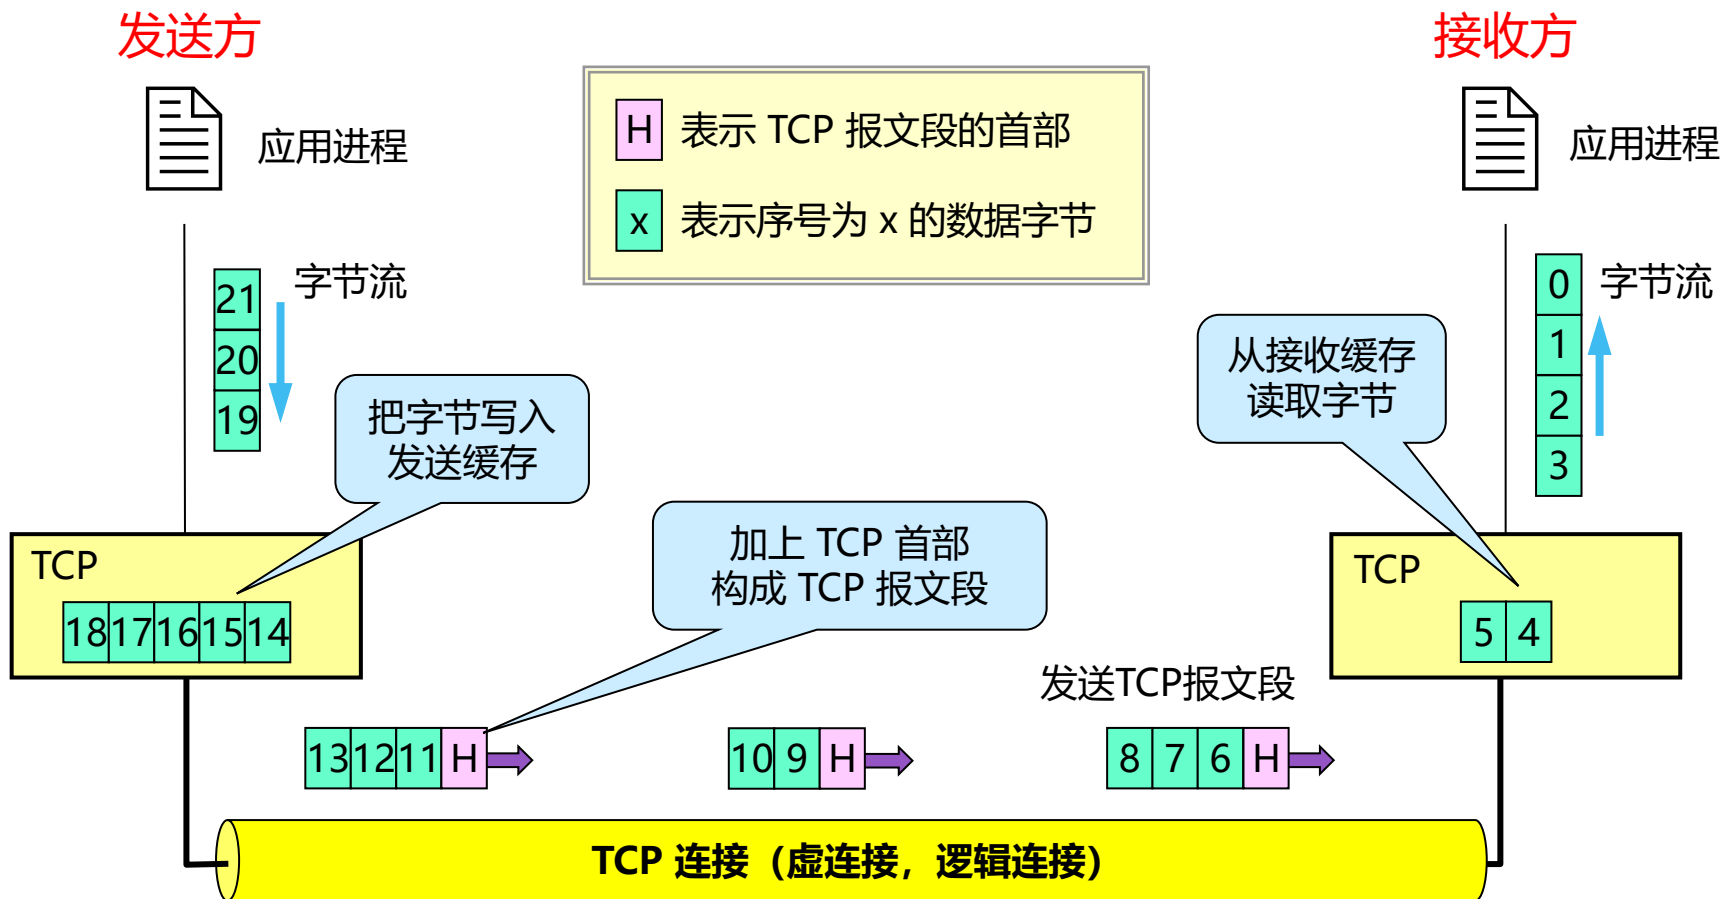 发送方
接收方
应用进程
H 表示 TCP 报文段的首部
x 表示序号为 x 的数据字节
应用进程
字节流
21
20
19
字节流
0
1
2
3
把字节写入
发送缓存
从接收缓存
读取字节
加上 TCP 首部
构成 TCP 报文段
TCP
18 17 16 15 14
TCP
5 4
发送TCP报文段
13 12 11 H
10 9 H
8 7 6 H
TCP 连接（虚连接，逻辑连接）